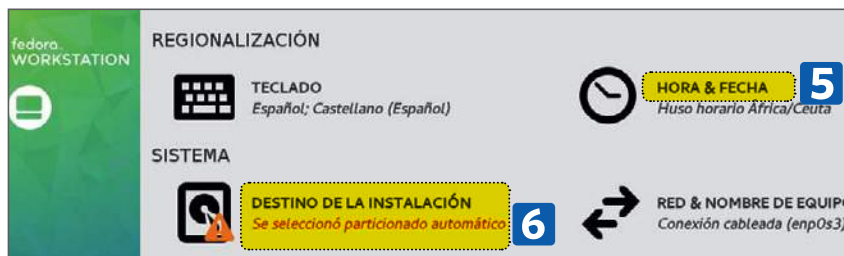 fedora.
WORKSTATION
REGIONALIZACIÓN
TECLADO
Español; Castellano (Español)
HORA & FECHA
Huso horario África/Ceuta
5
SISTEMA
DESTINO DE LA INSTALACIÓN
Se seleccionó particionado automático
6
RED & NOMBRE DE EQUIPO
Conexión cableada (enp0s3)